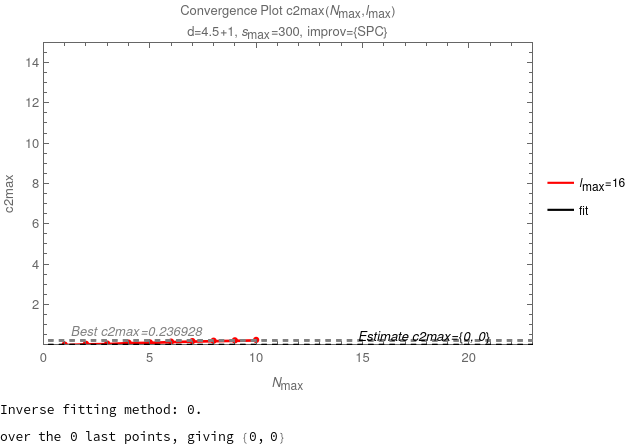 Convergence Plot c2max(Nmax,lmax)
d=4.5+1, smax=300, improv={SPC}
14
12
10
8
6
4
2
c2max
Best c2max=0.236928
Estimate c2max={0, 0}
0
5
10
15
20
Nmax
lmax=16
fit
Inverse fitting method: 0.
over the 0 last points, giving {0, 0}